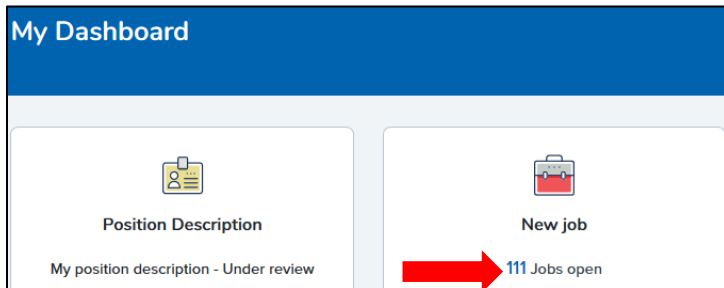 My Dashboard
Position Description
My position description - Under review
New job
111 Jobs open